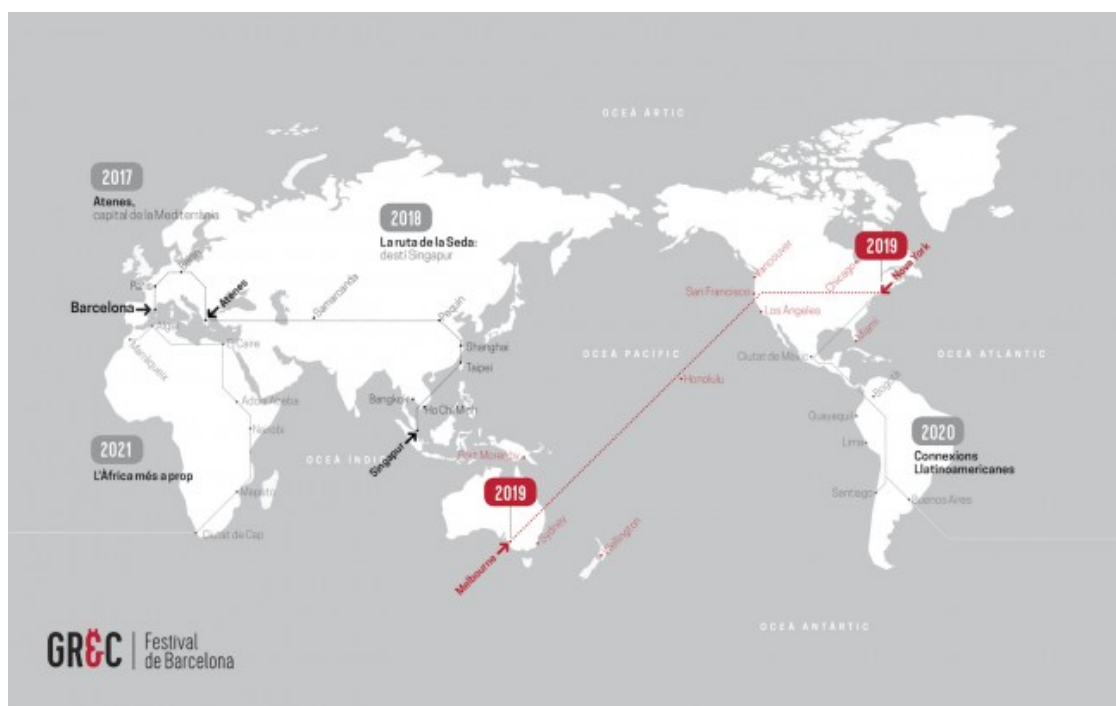 OCEÀ ÀRTIC
2017
Atenes,
capital de la Mediterrània
2018
La ruta de la Seda:
destí Singapur
2019
Nova York
Vancouver
Chicago
San Francisco
Los Angeles
Miami
Berlín
París
Barcelona
Atenes
Samarcanda
Pequín
Alger
Marràqueix
El Caire
Shanghai
Taipei
OCEÀ PACÍFIC
Ciutat de Mèxic
OCEÀ ATLÀNTIC
Honolulu
Bangkok
Ho Chi Minh
Addis Abeba
Bogotà
Guayaquil
Nairobi
2021
L'Àfrica més a prop
OCEÀ ÍNDIC
Singapur
Port Moresby
Lima
2020
Connexions
Llatinoamericanes
2019
Maputo
Santiago
Buenos Aires
Ciutat de Cap
Melbourne
Sydney
Wellington
OCEÀ ANTÀRTIC
GREC
Festival
de Barcelona